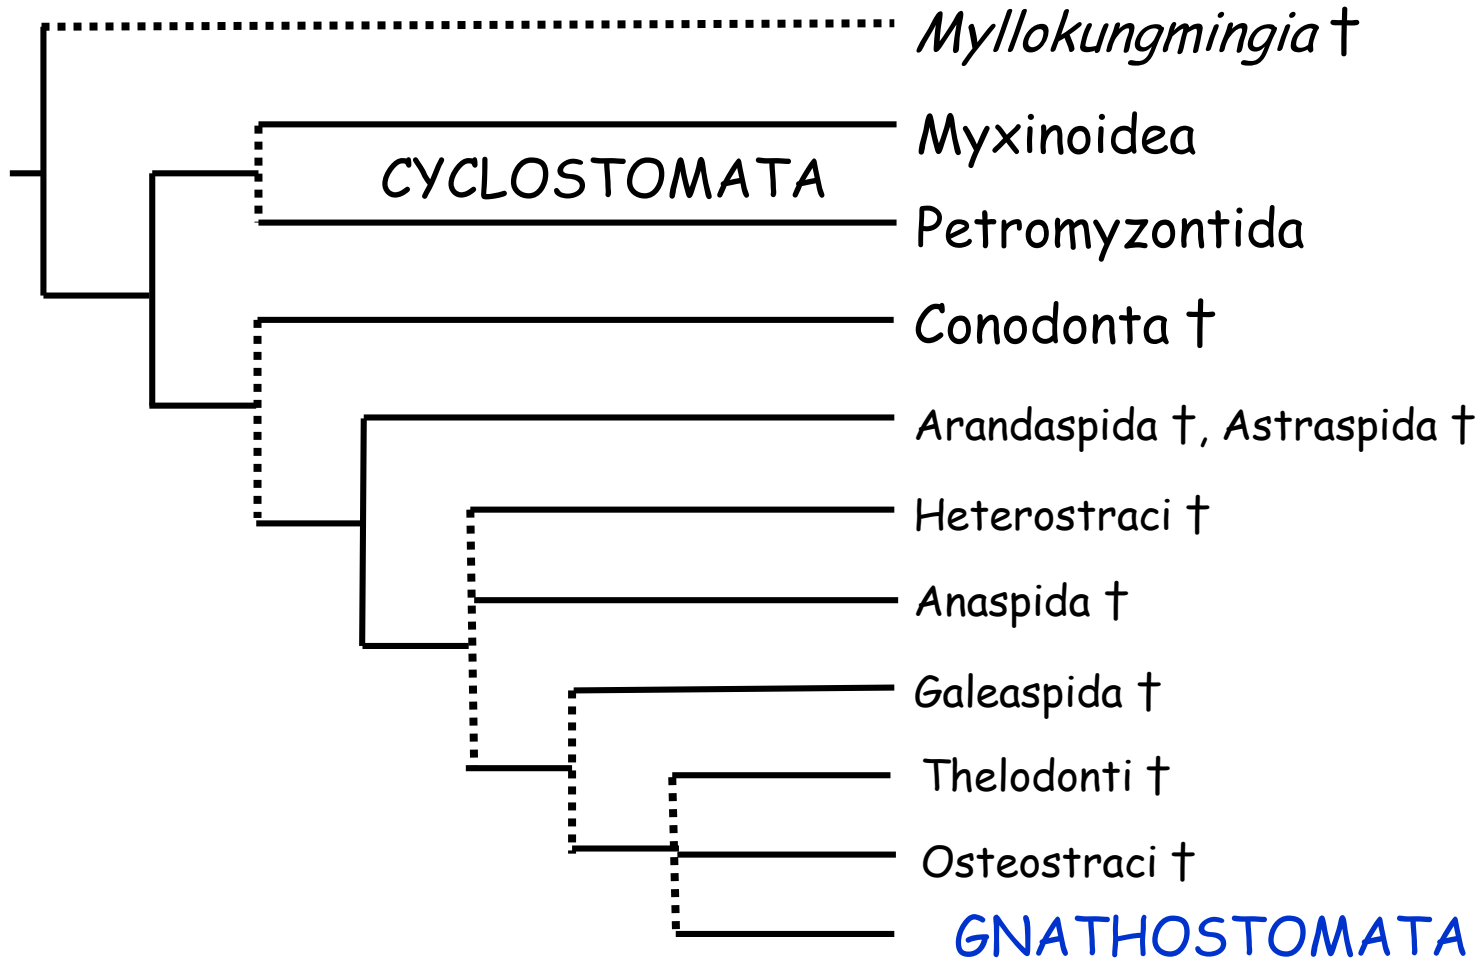 Myllokungmingia †
Myxinoidea
CYCLOSTOMATA
Petromyzontida
Conodonta †
Arandaspida †, Astraspida †
Heterostraci †
Anaspida †
Galeaspida †
Thelodonti †
Osteostraci †
GNATHOSTOMATA